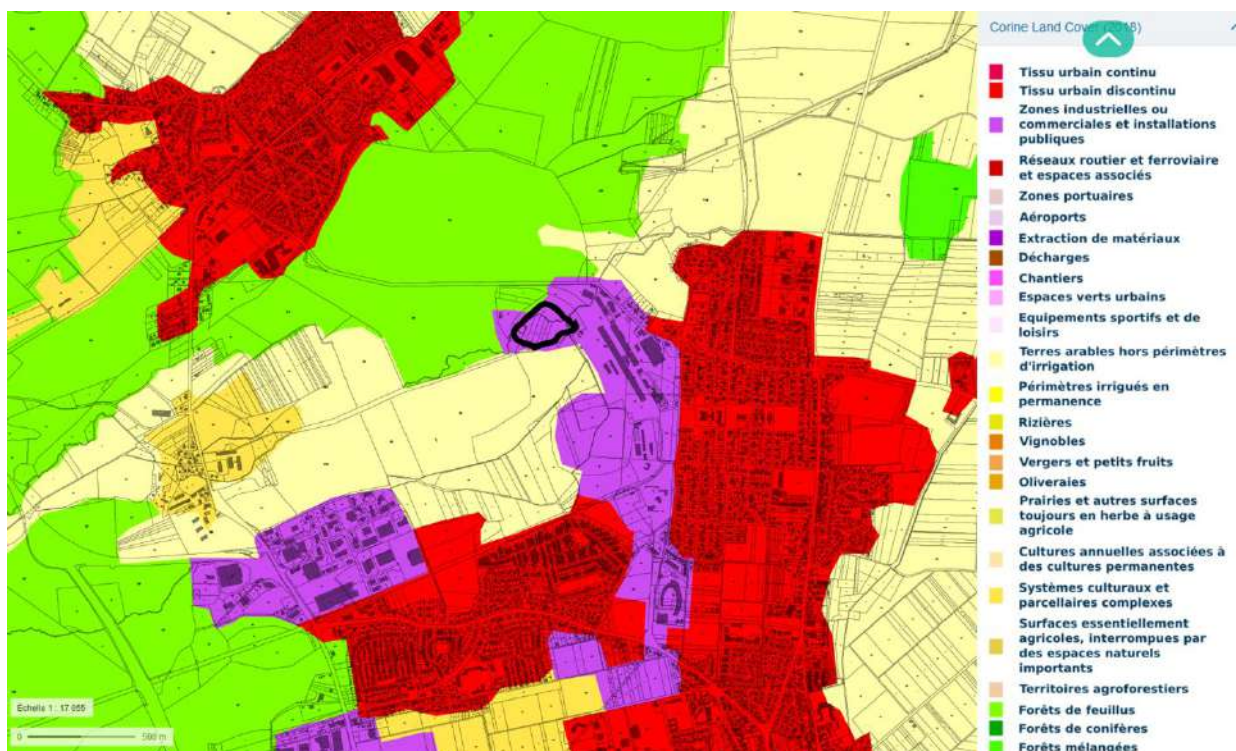 Corine Land Cover (2018)
Tissu urbain continu
Tissu urbain discontinu
Zones industrielles ou
commerciales et installations
publiques
Réseaux routier et ferroviaire
et espaces associés
Zones portuaires
Aéroports
Extraction de matériaux
Décharges
Chantiers
Espaces verts urbains
Equipements sportifs et de
loisirs
Terres arables hors périmètres
d'irrigation
Périmètres irrigués en
permanence
Rizières
Vignobles
Vergers et petits fruits
Oliveraies
Prairies et autres surfaces
toujours en herbe à usage
agricole
Cultures annuelles associées à
des cultures permanentes
Systèmes culturaux et
parcellaires complexes
Surfaces essentiellement
agricoles, interrompues par
des espaces naturels
importants
Territoires agroforestiers
Forêts de feuillus
Forêts de conifères
Forêts mélangées
Echelle 1 : 17 055
0 500 m